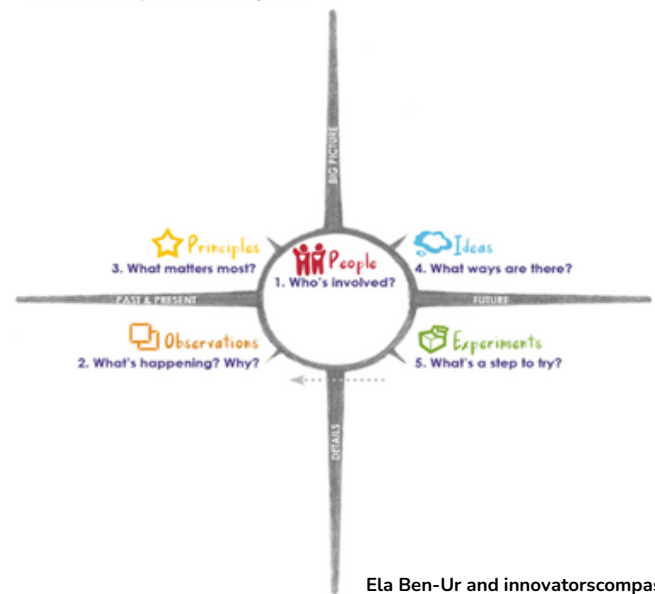 BIG PICTURE
Principles
3. What matters most?
People
1. Who's involved?
Ideas
4. What ways are there?
PAST & PRESENT
FUTURE
Observations
2. What's happening? Why?
Experiments
5. What's a step to try?
DETAILS
Ela Ben-Ur and innovatorscompas